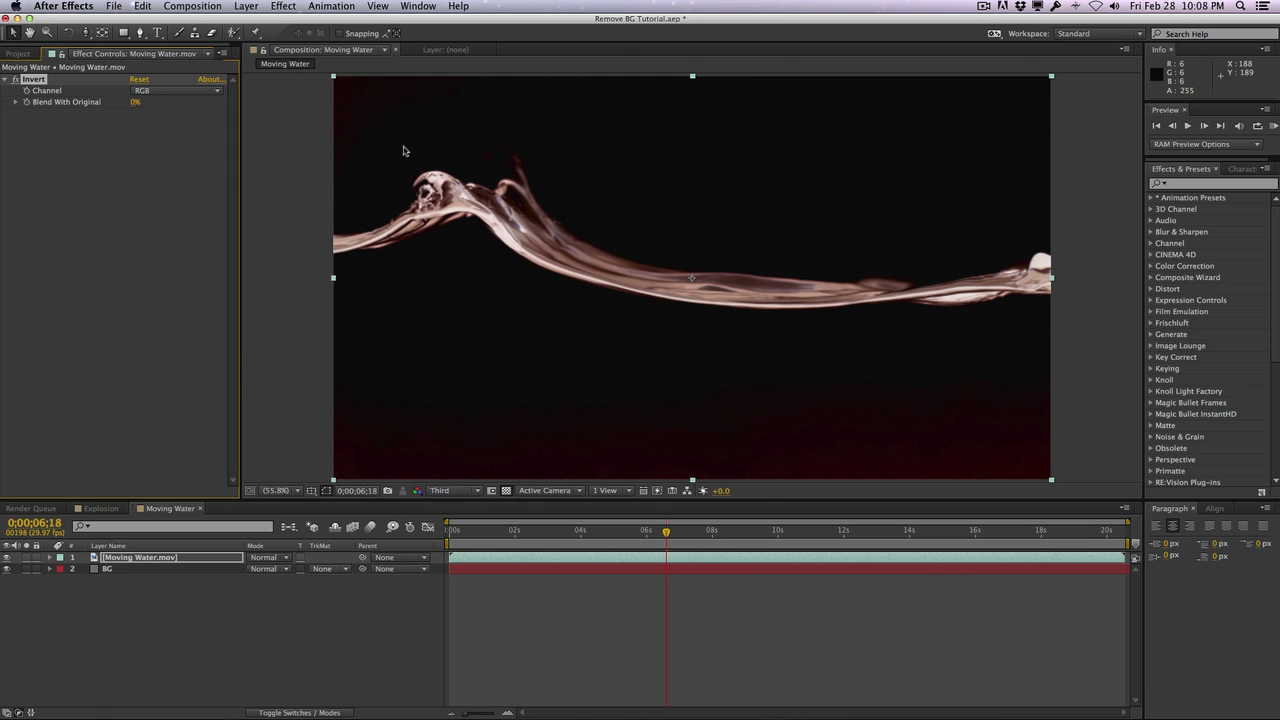 After Effects File Edit Composition Layer Effect Animation View Window Help
Fri Feb 28 10:08 PM
Remove BG Tutorial.aep *
Snapping
Workspace: Standard
Search Help
Project
Effect Controls: Moving Water.mov
Moving Water • Moving Water.mov
fx Invert Reset About...
Channel RGB
Blend With Original 0%
Composition: Moving Water
Layer: (none)
Moving Water
Info
R : 6
G : 6
B : 6
A : 255
X : 188
Y : 189
Preview
RAM Preview Options
Effects & Presets
Charact
* Animation Presets
3D Channel
Audio
Blur & Sharpen
Channel
CINEMA 4D
Color Correction
Composite Wizard
Distort
Expression Controls
Film Emulation
Frischluft
Generate
Image Lounge
Key Correct
Keying
Knoll
Knoll Light Factory
Magic Bullet Frames
Magic Bullet InstantHD
Matte
Noise & Grain
Obsolete
Perspective
Primatte
RE:Vision Plug-ins
(55.8%) 0;00;06;18 Third Active Camera 1 View +0.0
Render Queue Explosion Moving Water
0;00;06;18
00198 (29.97 fps)
:00s 02s 04s 06s 08s 10s 12s 14s 16s 18s 20s
# Layer Name Mode T TrkMat Parent
1 [Moving Water.mov] Normal None
2 BG Normal None None
Toggle Switches / Modes
Paragraph Align
0 px 0 px 0 px
0 px 0 px